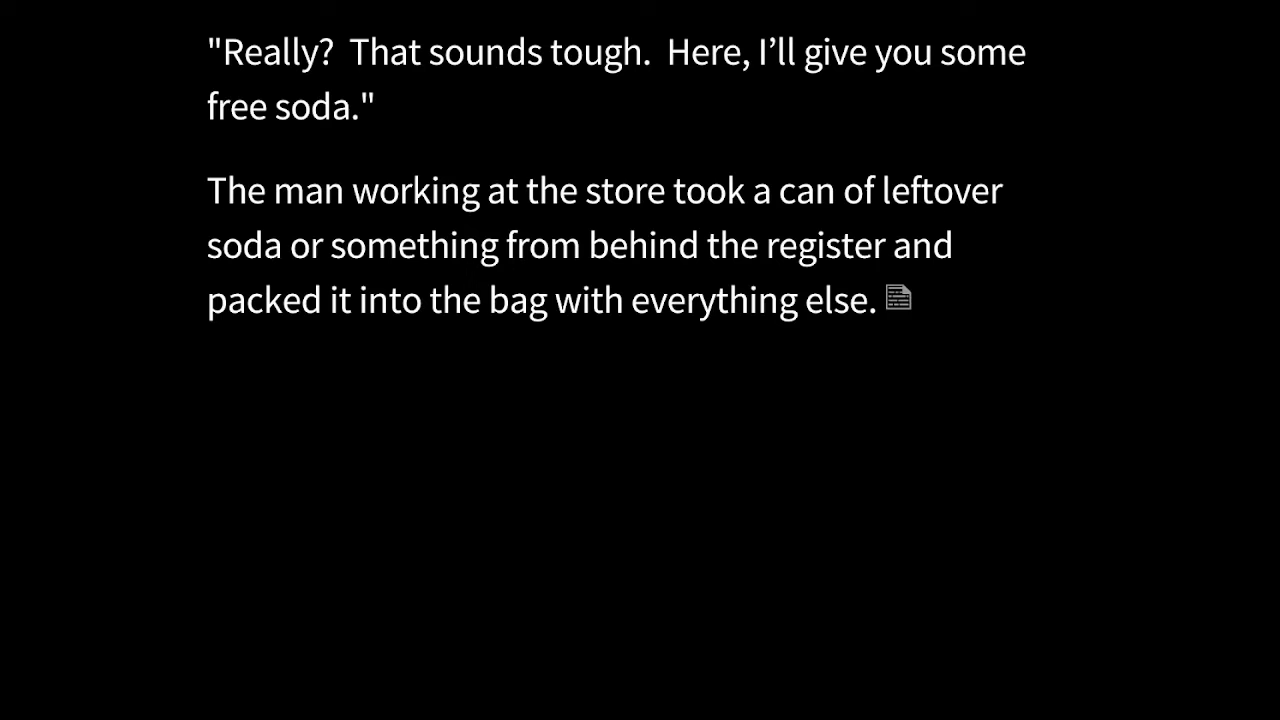 "Really?  That sounds tough.  Here, I’ll give you some
free soda."
The man working at the store took a can of leftover
soda or something from behind the register and
packed it into the bag with everything else.